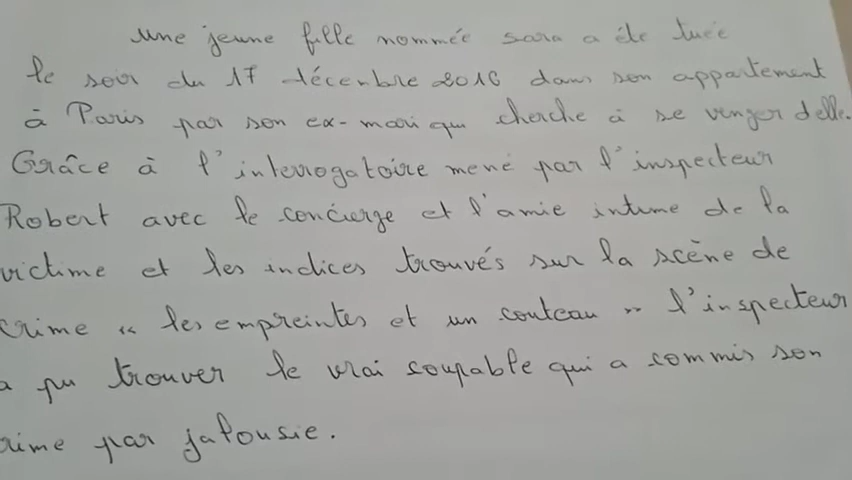 une jeune fille nommée sara a été tuée
le soir du 17 décembre 2016 dans son appartement
à Paris par son ex-mari qui cherche à se venger d'elle.
Grâce à l'interrogatoire mené par l'inspecteur
Robert avec le concierge et l'amie intime de la
victime et les indices trouvés sur la scène de
crime « les empreintes et un couteau » l'inspecteur
a pu trouver le vrai coupable qui a commis son
rime par jalousie.